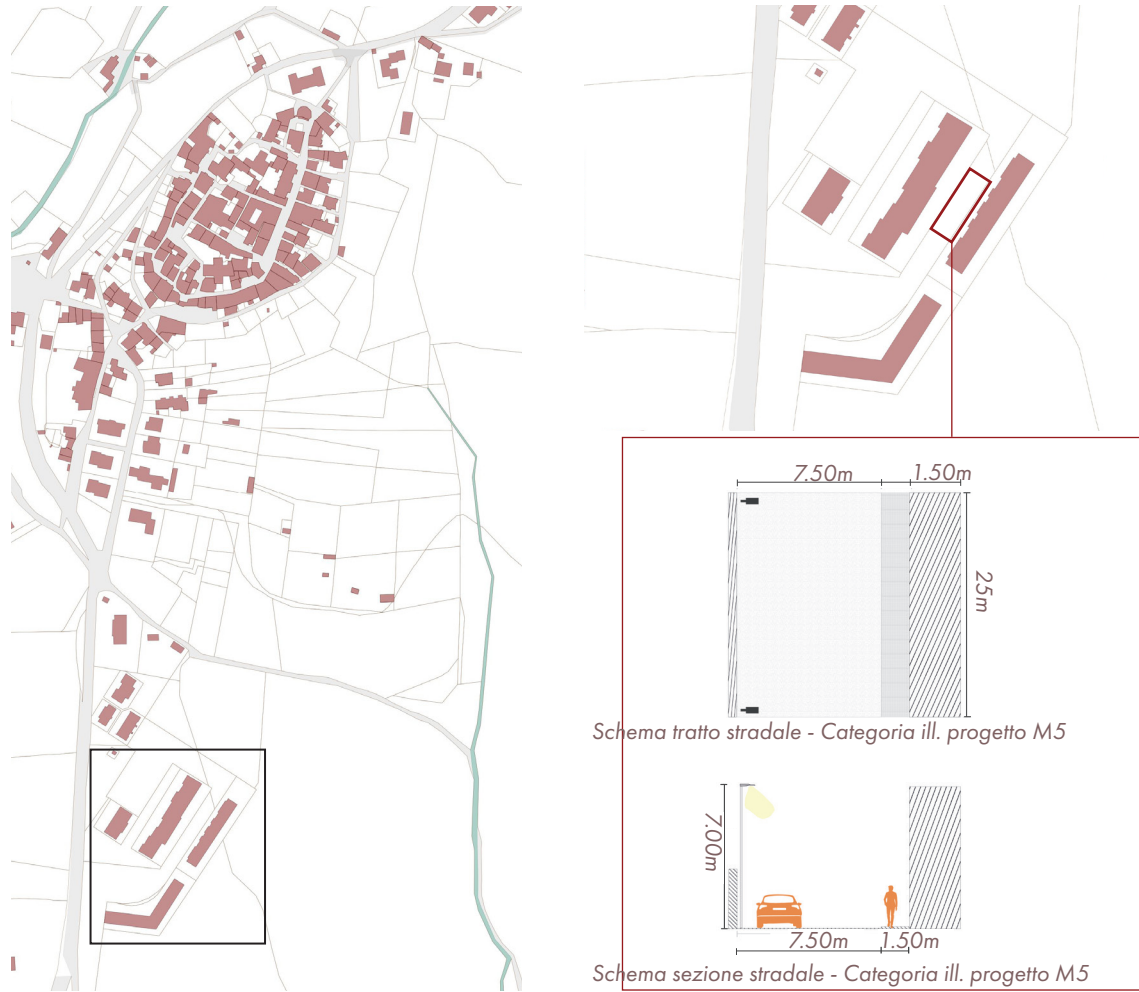 7.50m
1.50m
25m
Schema tratto stradale - Categoria ill. progetto M5
7.00m
7.50m
1.50m
Schema sezione stradale - Categoria ill. progetto M5